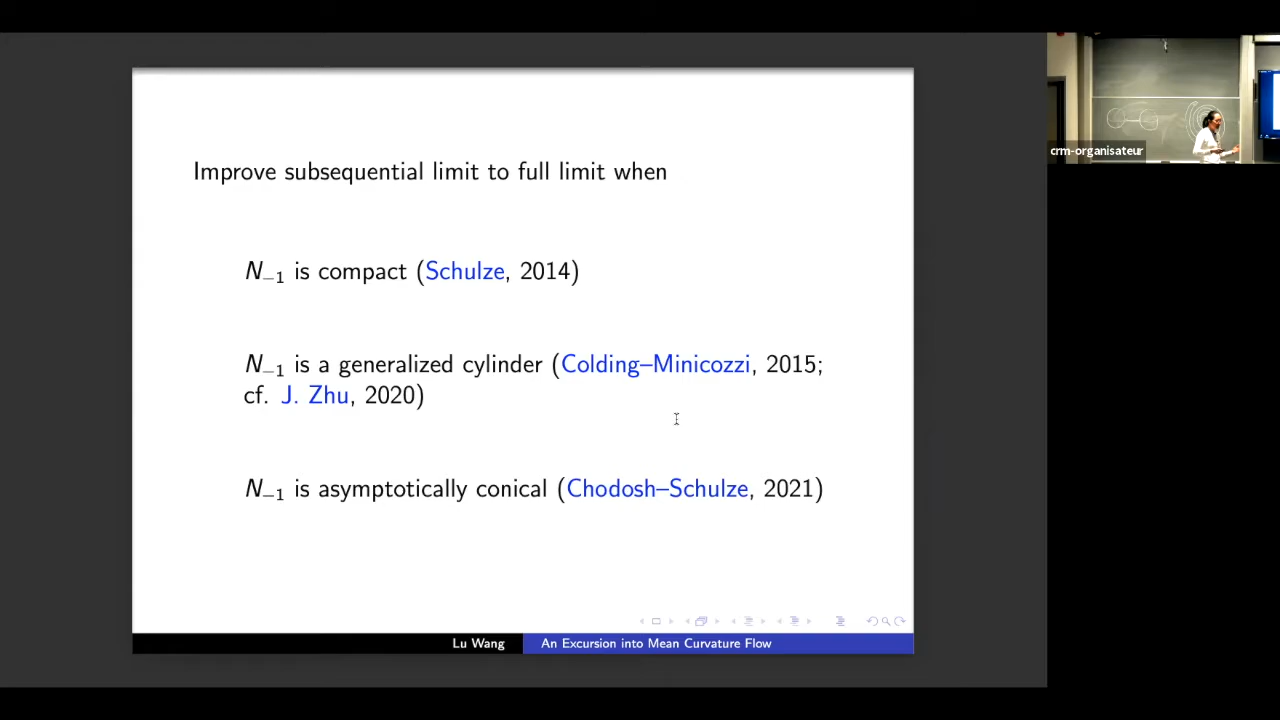 Improve subsequential limit to full limit when
N₋₁ is compact (Schulze, 2014)
N₋₁ is a generalized cylinder (Colding–Minicozzi, 2015;
cf. J. Zhu, 2020)
N₋₁ is asymptotically conical (Chodosh–Schulze, 2021)
Lu Wang
An Excursion into Mean Curvature Flow
crm-organisateur